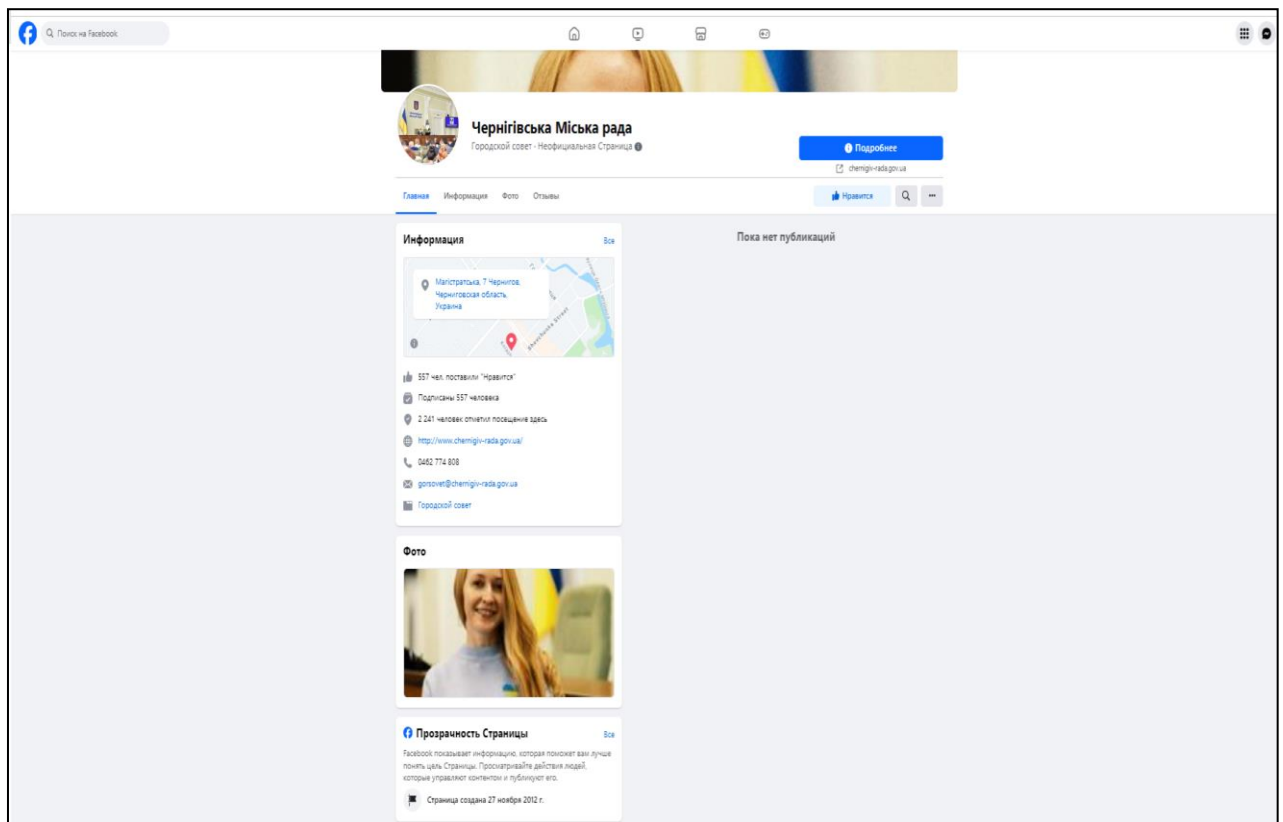 Поиск на Facebook
Чернігівська Міська рада
Городской совет · Неофициальная Страница
Подробнее
chernigiv-rada.gov.ua
Главная Информация Фото Отзывы
Нравится
Информация
Все
Магістратська, 7 Чернигов,
Черниговская область,
Украина
Shevchenka Street
557 чел. поставили "Нравится"
Подписаны 557 человека
2 241 человек отметил посещение здесь
http://www.chernigiv-rada.gov.ua/
0462 774 808
gorsovet@chernigiv-rada.gov.ua
Городской совет
Пока нет публикаций
Фото
Прозрачность Страницы
Все
Facebook показывает информацию, которая поможет вам лучше
понять цель Страницы. Просматривайте действия людей,
которые управляют контентом и публикуют его.
Страница создана 27 ноября 2012 г.